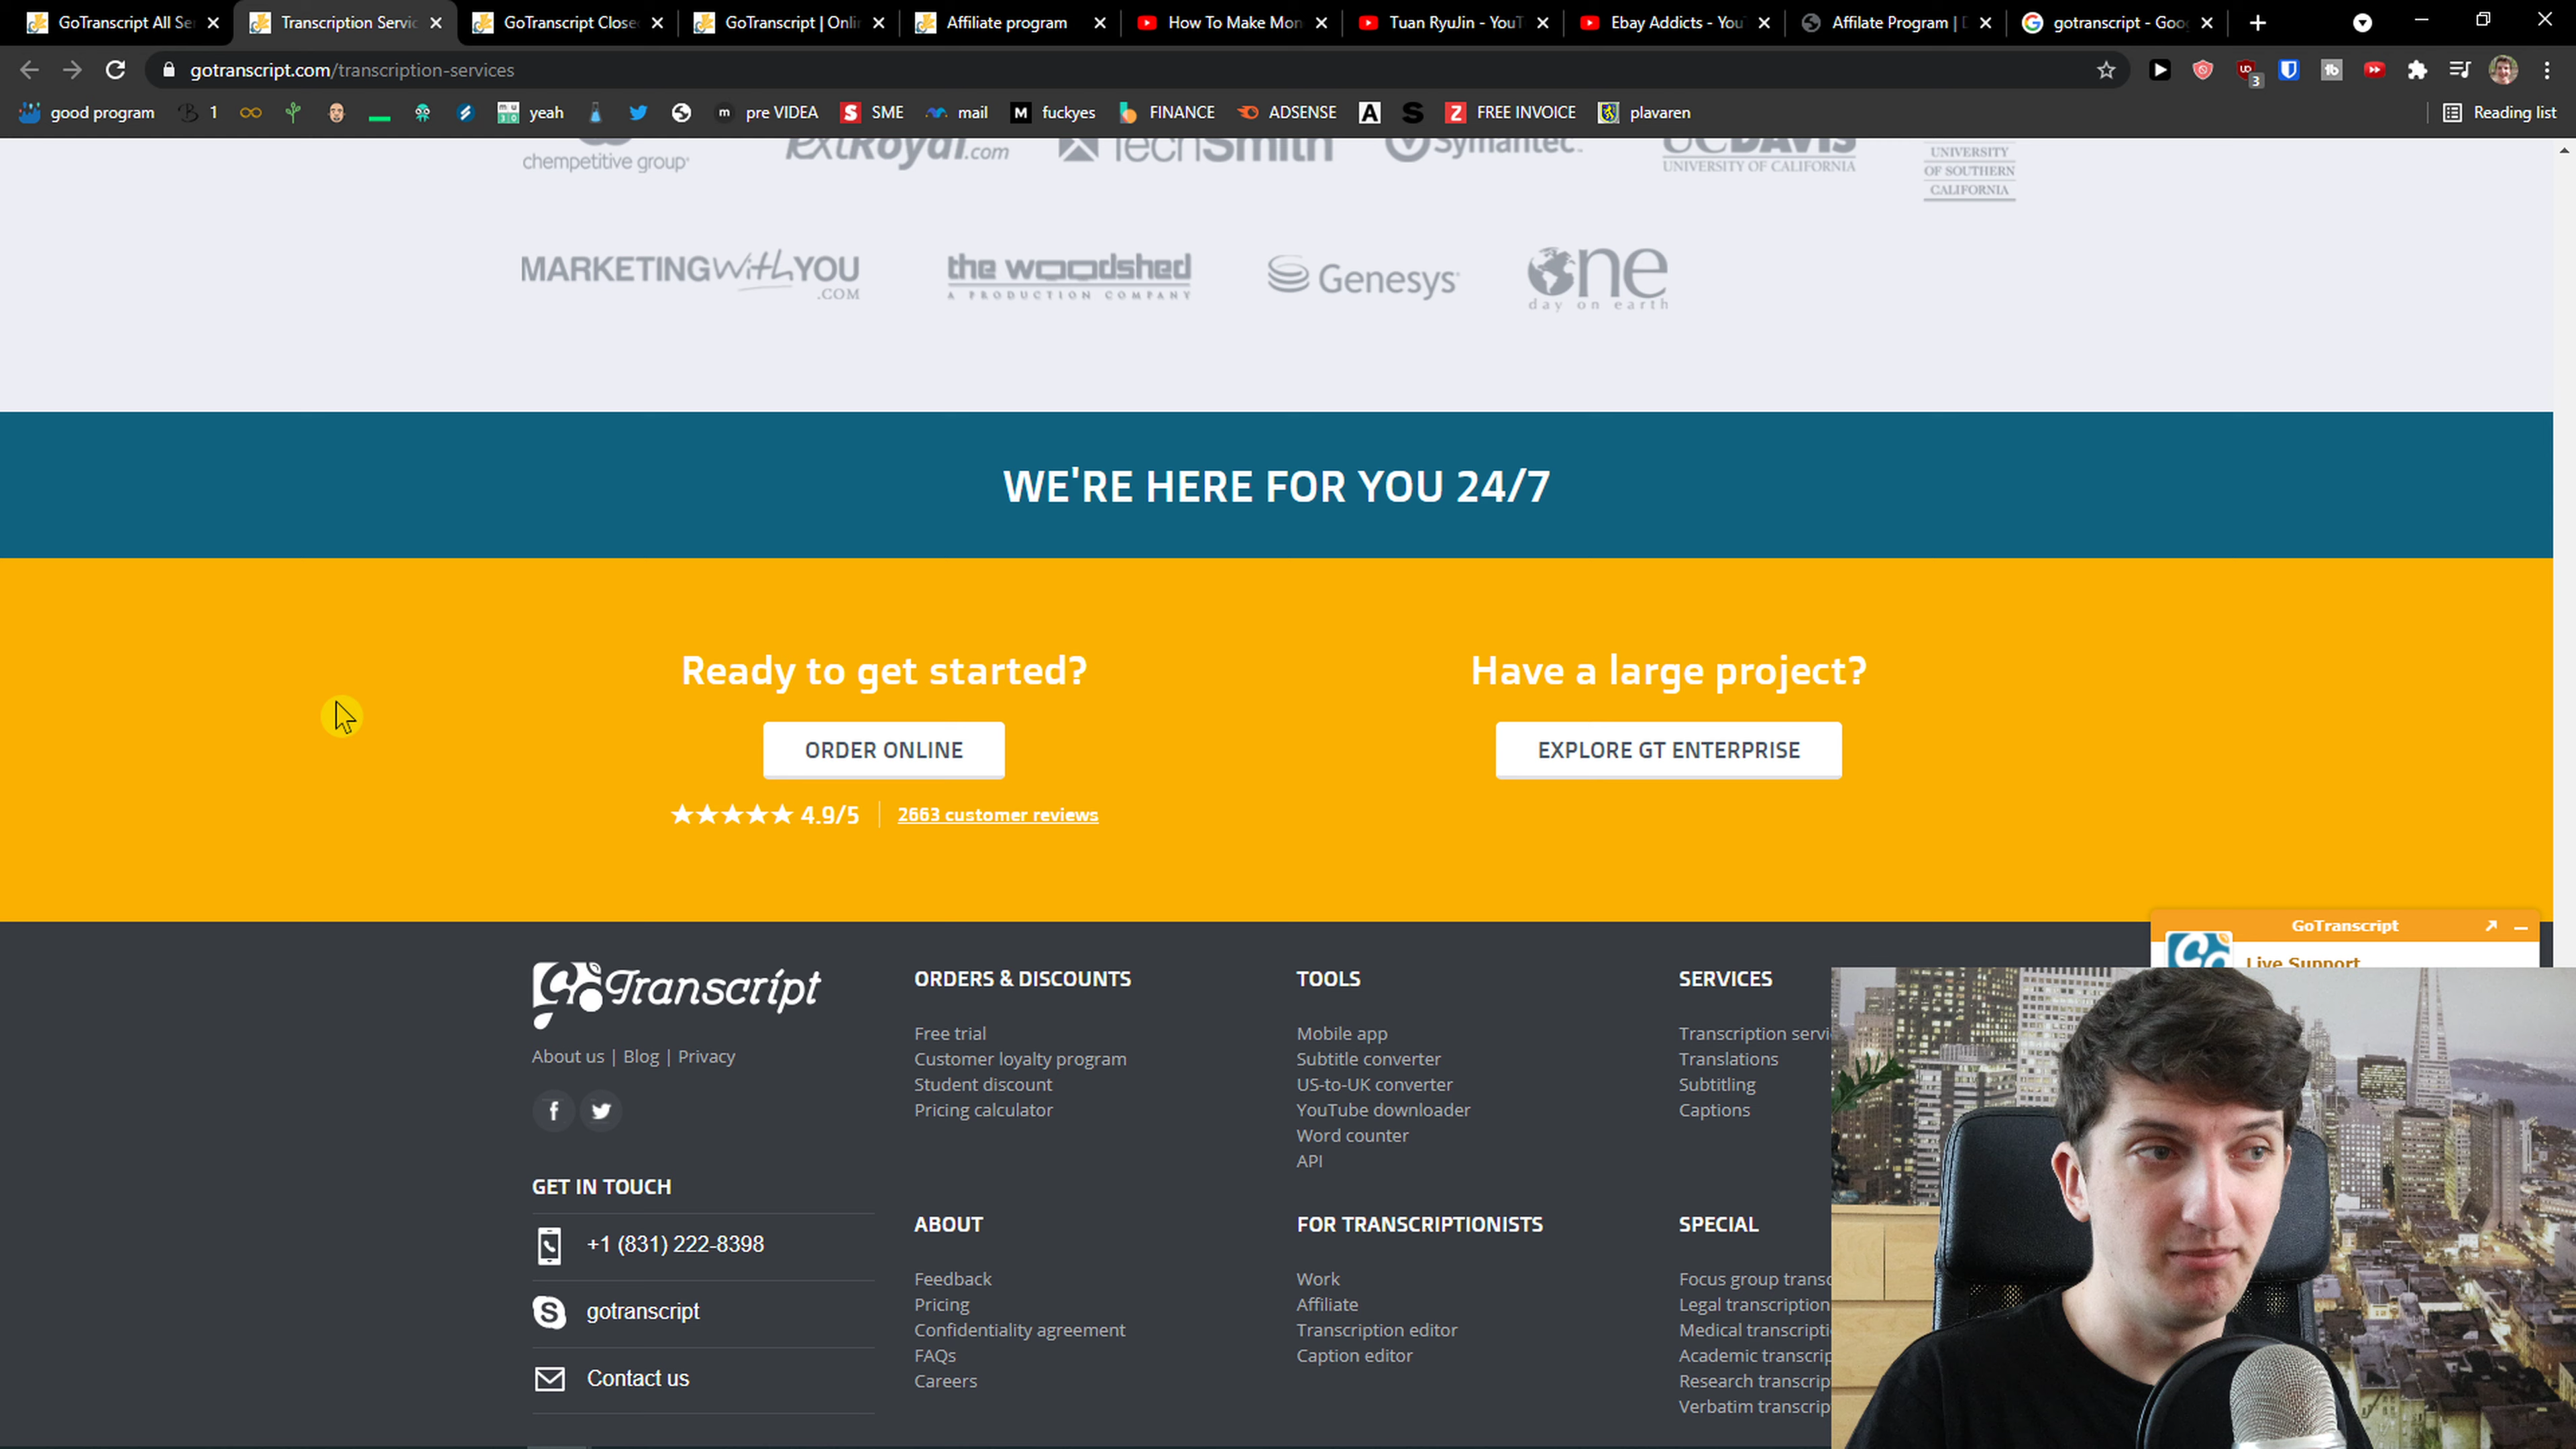 GoTranscript All Se
Transcription Servic
GoTranscript Close
GoTranscript | Onli
Affiliate program
How To Make Mon
Tuan RyuJin - YouT
Ebay Addicts - You
Affilate Program | D
gotranscript - Goo
gotranscript.com/transcription-services
3
good program
1
yeah
pre VIDEA
SME
mail
fuckyes
FINANCE
ADSENSE
FREE INVOICE
plavaren
Reading list
chempetitive group
textRoyal.com
TechSmith
Symantec
UCDAVIS
UNIVERSITY OF CALIFORNIA
UNIVERSITY
OF SOUTHERN
CALIFORNIA
MARKETING With YOU
.COM
the woodshed
A PRODUCTION COMPANY
Genesys
One
day on earth
WE'RE HERE FOR YOU 24/7
Ready to get started?
Have a large project?
ORDER ONLINE
EXPLORE GT ENTERPRISE
4.9/5
2663 customer reviews
GoTranscript
Live Support
GoTranscript
About us | Blog | Privacy
GET IN TOUCH
+1 (831) 222-8398
gotranscript
Contact us
ORDERS & DISCOUNTS
Free trial
Customer loyalty program
Student discount
Pricing calculator
ABOUT
Feedback
Pricing
Confidentiality agreement
FAQs
Careers
TOOLS
Mobile app
Subtitle converter
US-to-UK converter
YouTube downloader
Word counter
API
FOR TRANSCRIPTIONISTS
Work
Affiliate
Transcription editor
Caption editor
SERVICES
Transcription servi
Translations
Subtitling
Captions
SPECIAL
Focus group transc
Legal transcription
Medical transcripti
Academic transcrip
Research transcrip
Verbatim transcrip